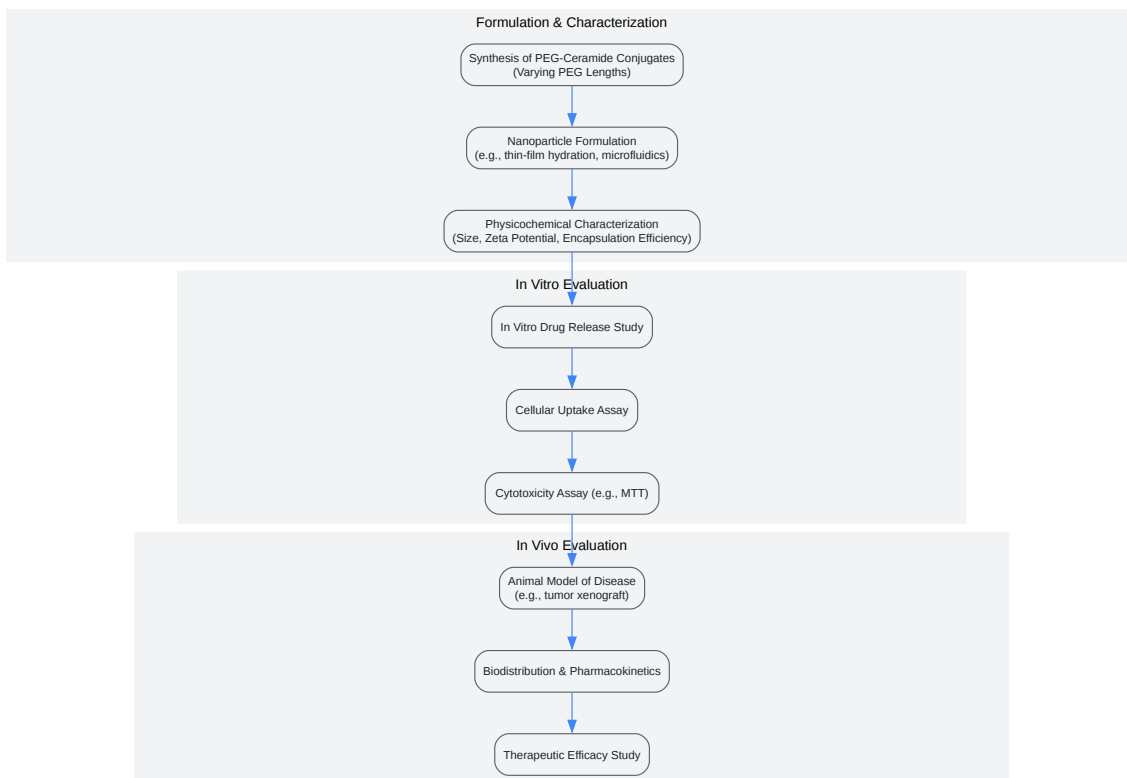 Formulation & Characterization
Synthesis of PEG-Ceramide Conjugates
(Varying PEG Lengths)
Nanoparticle Formulation
(e.g., thin-film hydration, microfluidics)
Physicochemical Characterization
(Size, Zeta Potential, Encapsulation Efficiency)
In Vitro Evaluation
In Vitro Drug Release Study
Cellular Uptake Assay
Cytotoxicity Assay (e.g., MTT)
In Vivo Evaluation
Animal Model of Disease
(e.g., tumor xenograft)
Biodistribution & Pharmacokinetics
Therapeutic Efficacy Study